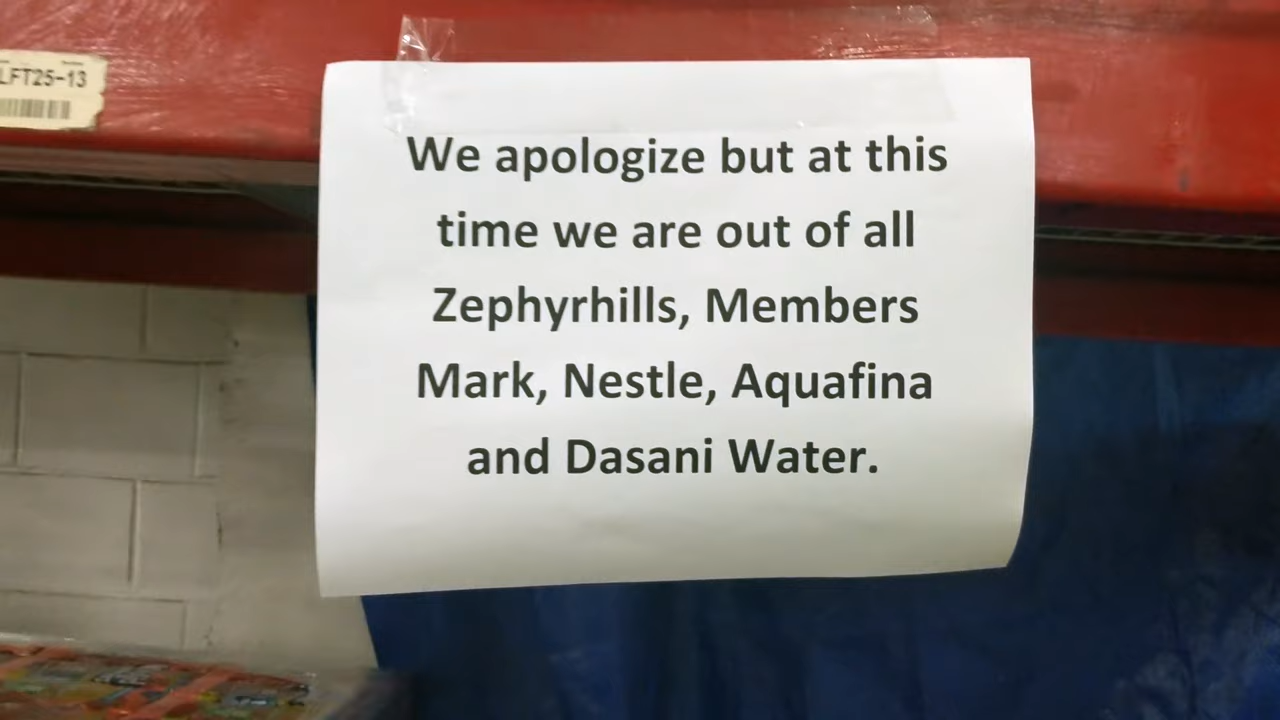 LFT25-13
We apologize but at this
time we are out of all
Zephyrhills, Members
Mark, Nestle, Aquafina
and Dasani Water.